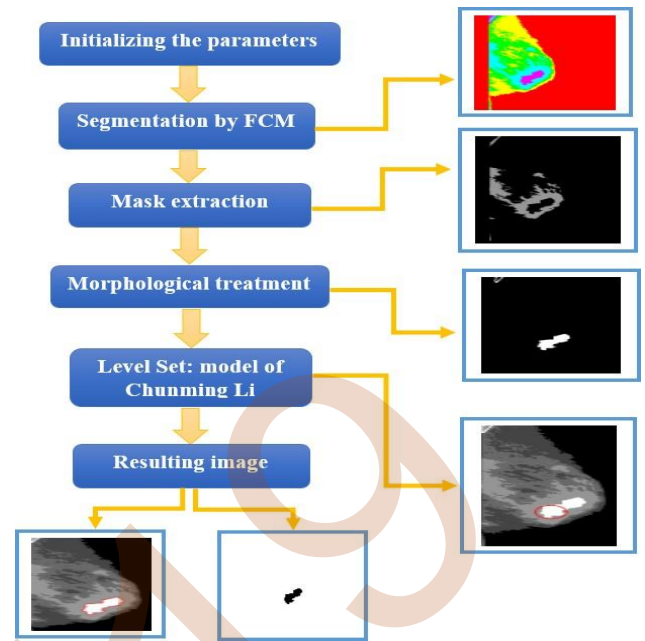 Initializing the parameters
Segmentation by FCM
Mask extraction
Morphological treatment
Level Set: model of
Chunming Li
Resulting image